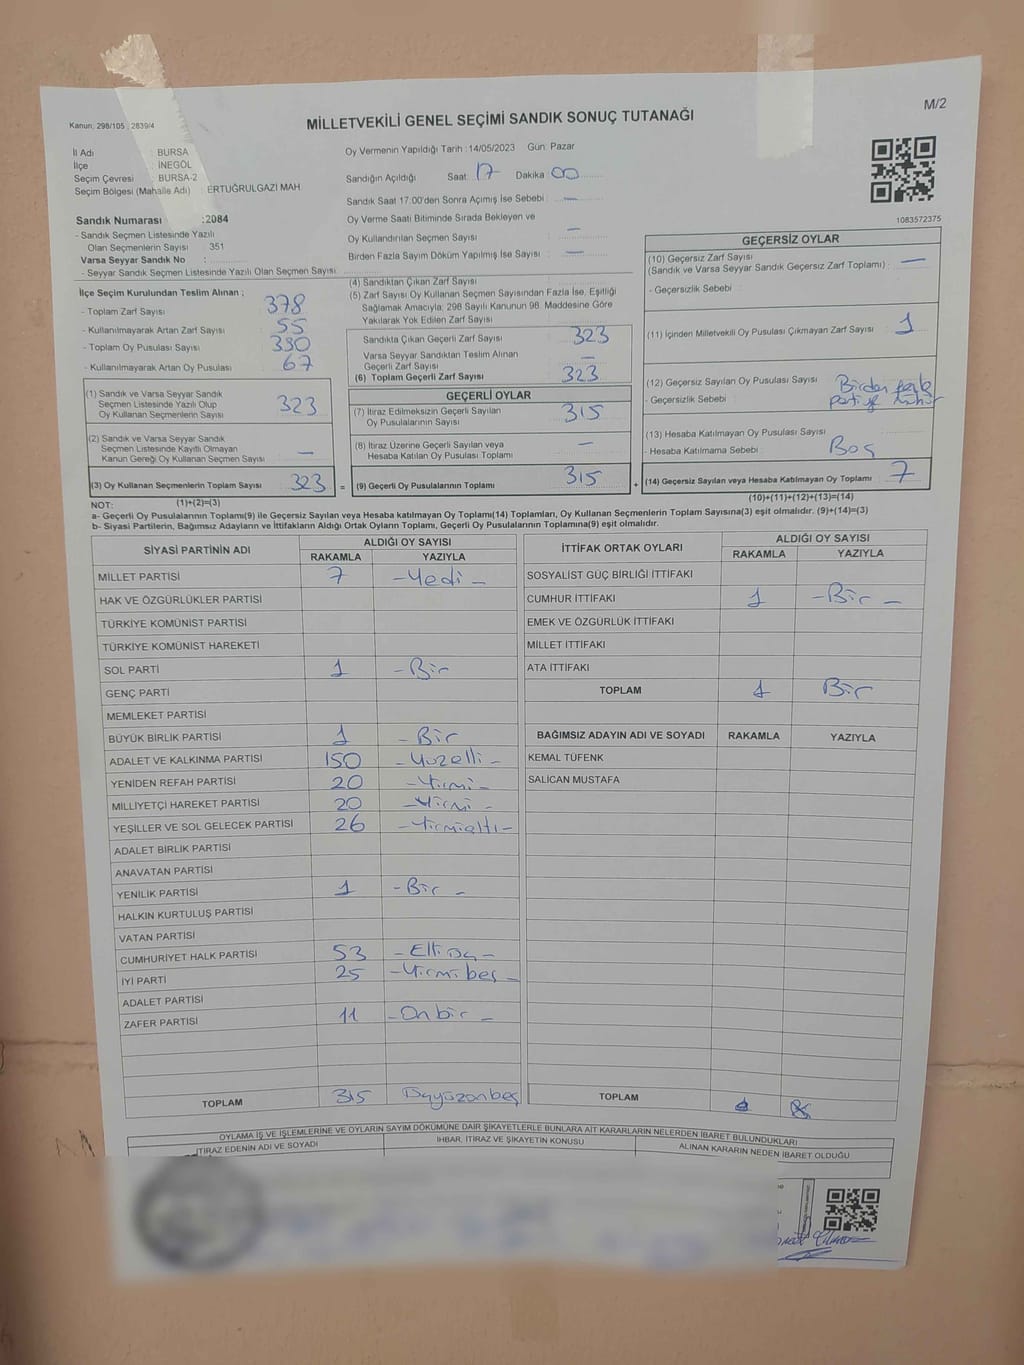 M/2
Kanun: 298/105 ; 2839/4
MİLLETVEKİLİ GENEL SEÇİMİ SANDIK SONUÇ TUTANAĞI
İl Adı : BURSA
İlçe : İNEGÖL
Seçim Çevresi : BURSA-2
Seçim Bölgesi (Mahalle Adı) : ERTUĞRULGAZİ MAH
Sandık Numarası : 2084
- Sandık Seçmen Listesinde Yazılı
Olan Seçmenlerin Sayısı : 351
Varsa Seyyar Sandık No :
- Seyyar Sandık Seçmen Listesinde Yazılı Olan Seçmen Sayısı
Oy Vermenin Yapıldığı Tarih : 14/05/2023 Gün: Pazar
Sandığın Açıldığı Saat 17 Dakika 00
Sandık Saat 17.00'den Sonra Açımış İse Sebebi : —
Oy Verme Saati Bitiminde Sırada Bekleyen ve
Oy Kullandırılan Seçmen Sayısı : —
Birden Fazla Sayım Döküm Yapılmış İse Sayısı : —
1083572375
İlçe Seçim Kurulundan Teslim Alınan ;
- Toplam Zarf Sayısı : 378
- Kullanılmayarak Artan Zarf Sayısı : 55
- Toplam Oy Pusulası Sayısı : 390
- Kullanılmayarak Artan Oy Pusulası : 67
(1) Sandık ve Varsa Seyyar Sandık
Seçmen Listesinde Yazılı Olup
Oy Kullanan Seçmenlerin Sayısı : 323
(2) Sandık ve Varsa Seyyar Sandık
Seçmen Listesinde Kayıtlı Olmayan
Kanun Gereği Oy Kullanan Seçmen Sayısı : —
(3) Oy Kullanan Seçmenlerin Toplam Sayısı 323
(4) Sandıktan Çıkan Zarf Sayısı :
(5) Zarf Sayısı Oy Kullanan Seçmen Sayısından Fazla İse, Eşitliği
Sağlamak Amacıyla; 298 Sayılı Kanunun 98. Maddesine Göre
Yakılarak Yok Edilen Zarf Sayısı :
Sandıkta Çıkan Geçerli Zarf Sayısı 323
Varsa Seyyar Sandıktan Teslim Alınan
Geçerli Zarf Sayısı : —
(6) Toplam Geçerli Zarf Sayısı 323
GEÇERLİ OYLAR
(7) İtiraz Edilmeksizin Geçerli Sayılan
Oy Pusulalarının Sayısı : 315
(8) İtiraz Üzerine Geçerli Sayılan veya
Hesaba Katılan Oy Pusulası Toplamı : —
= (9) Geçerli Oy Pusulalarının Toplamı 315
GEÇERSİZ OYLAR
(10) Geçersiz Zarf Sayısı
(Sandık ve Varsa Seyyar Sandık Geçersiz Zarf Toplamı) : —
- Geçersizlik Sebebi :
(11) İçinden Milletvekili Oy Pusulası Çıkmayan Zarf Sayısı : 1
(12) Geçersiz Sayılan Oy Pusulası Sayısı : Birden fazla
- Geçersizlik Sebebi : partiye mühür
(13) Hesaba Katılmayan Oy Pusulası Sayısı :
- Hesaba Katılmama Sebebi : Boş
+ (14) Geçersiz Sayılan veya Hesaba Katılmayan Oy Toplamı 7
NOT: (1)+(2)=(3)
(10)+(11)+(12)+(13)=(14)
a- Geçerli Oy Pusulalarının Toplamı(9) ile Geçersiz Sayılan veya Hesaba katılmayan Oy Toplamı(14) Toplamları, Oy Kullanan Seçmenlerin Toplam Sayısına(3) eşit olmalıdır. (9)+(14)=(3)
b- Siyasi Partilerin, Bağımsız Adayların ve İttifakların Aldığı Ortak Oyların Toplamı, Geçerli Oy Pusulalarının Toplamına(9) eşit olmalıdır.
SİYASİ PARTİNİN ADI ALDIĞI OY SAYISI
RAKAMLA YAZIYLA
MİLLET PARTİSİ 7 -Yedi-
HAK VE ÖZGÜRLÜKLER PARTİSİ
TÜRKİYE KOMÜNİST PARTİSİ
TÜRKİYE KOMÜNİST HAREKETİ
SOL PARTİ 1 -Bir
GENÇ PARTİ
MEMLEKET PARTİSİ
BÜYÜK BİRLİK PARTİSİ 1 -Bir
ADALET VE KALKINMA PARTİSİ 150 -Yüzelli-
YENİDEN REFAH PARTİSİ 20 -Yirmi-
MİLLİYETÇİ HAREKET PARTİSİ 20 -Yirmi-
YEŞİLLER VE SOL GELECEK PARTİSİ 26 -Yirmialtı-
ADALET BİRLİK PARTİSİ
ANAVATAN PARTİSİ
YENİLİK PARTİSİ 1 -Bir-
HALKIN KURTULUŞ PARTİSİ
VATAN PARTİSİ
CUMHURİYET HALK PARTİSİ 53 -Elliüç-
İYİ PARTİ 25 -Yirmibeş-
ADALET PARTİSİ
ZAFER PARTİSİ 11 -Onbir-
TOPLAM 315 Üçyüzonbeş
İTTİFAK ORTAK OYLARI ALDIĞI OY SAYISI
RAKAMLA YAZIYLA
SOSYALİST GÜÇ BİRLİĞİ İTTİFAKI
CUMHUR İTTİFAKI 1 -Bir-
EMEK VE ÖZGÜRLÜK İTTİFAKI
MİLLET İTTİFAKI
ATA İTTİFAKI
TOPLAM 1 Bir
BAĞIMSIZ ADAYIN ADI VE SOYADI RAKAMLA YAZIYLA
KEMAL TÜFENK
SALİCAN MUSTAFA
TOPLAM
OYLAMA İŞ VE İŞLEMLERİNE VE OYLARIN SAYIM DÖKÜMÜNE DAİR ŞİKAYETLERLE BUNLARA AİT KARARLARIN NELERDEN İBARET BULUNDUKLARI
İTİRAZ EDENİN ADI VE SOYADI İHBAR, İTİRAZ VE ŞİKAYETİN KONUSU ALINAN KARARIN NEDEN İBARET OLDUĞU